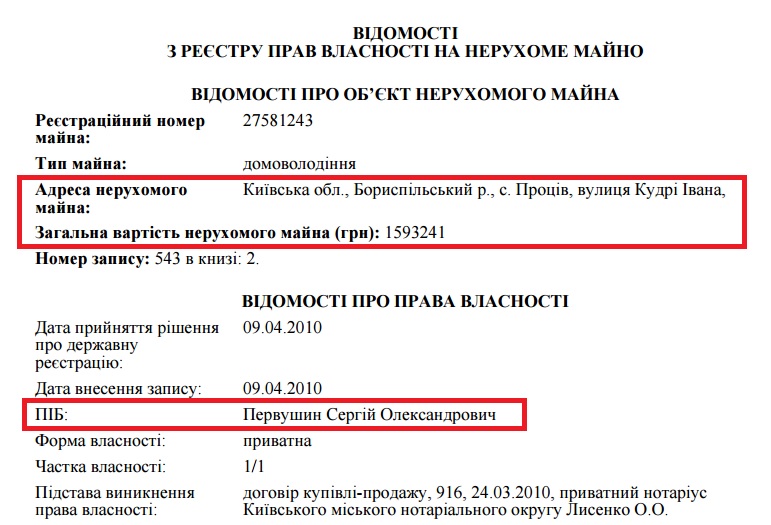 ВІДОМОСТІ
З РЕЄСТРУ ПРАВ ВЛАСНОСТІ НА НЕРУХОМЕ МАЙНО
ВІДОМОСТІ ПРО ОБ’ЄКТ НЕРУХОМОГО МАЙНА
Реєстраційний номер майна: 27581243
Тип майна: домоволодіння
Адреса нерухомого майна: Київська обл., Бориспільський р., с. Проців, вулиця Кудрі Івана,
Загальна вартість нерухомого майна (грн): 1593241
Номер запису: 543 в книзі: 2.
ВІДОМОСТІ ПРО ПРАВА ВЛАСНОСТІ
Дата прийняття рішення про державну реєстрацію: 09.04.2010
Дата внесення запису: 09.04.2010
ПІБ: Первушин Сергій Олександрович
Форма власності: приватна
Частка власності: 1/1
Підстава виникнення права власності: договір купівлі-продажу, 916, 24.03.2010, приватний нотаріус Київського міського нотаріального округу Лисенко О.О.